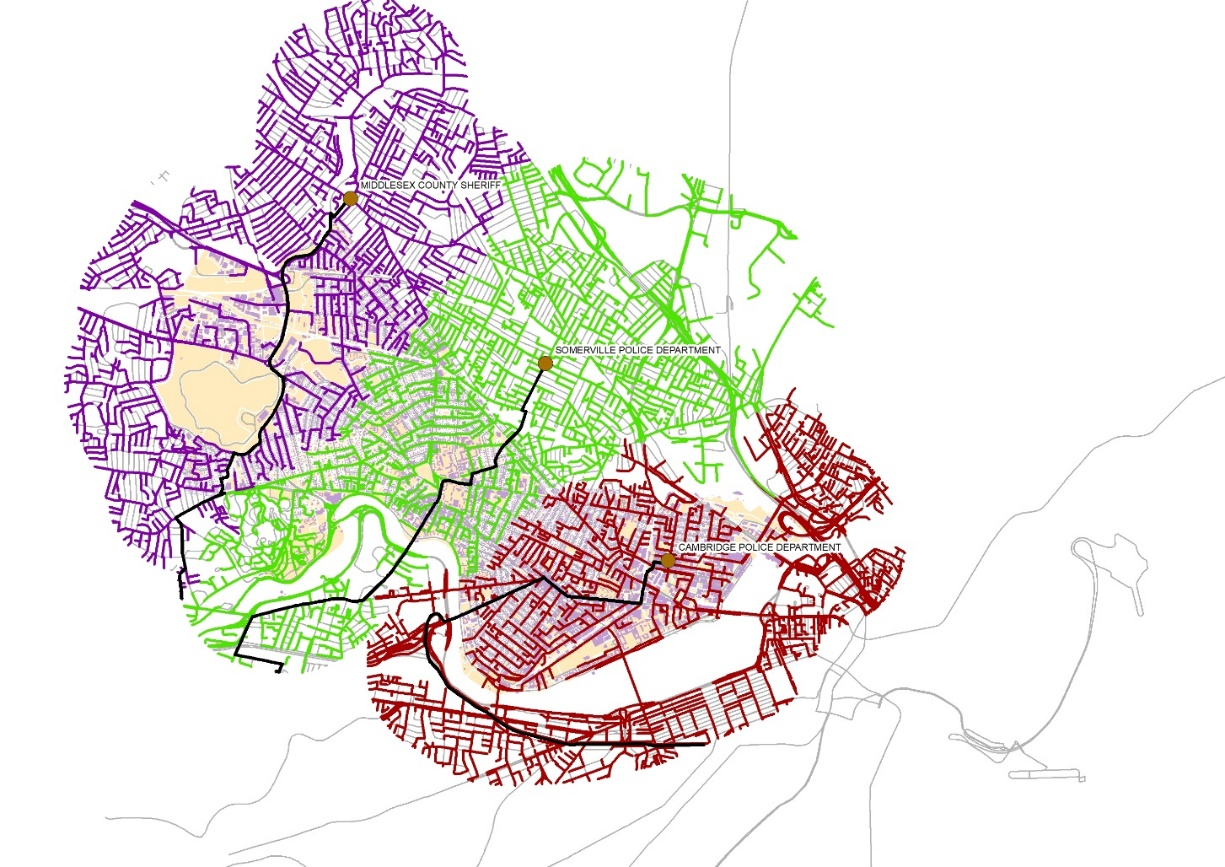 MIDDLESEX COUNTY SHERIFF
SOMERVILLE POLICE DEPARTMENT
CAMBRIDGE POLICE DEPARTMENT